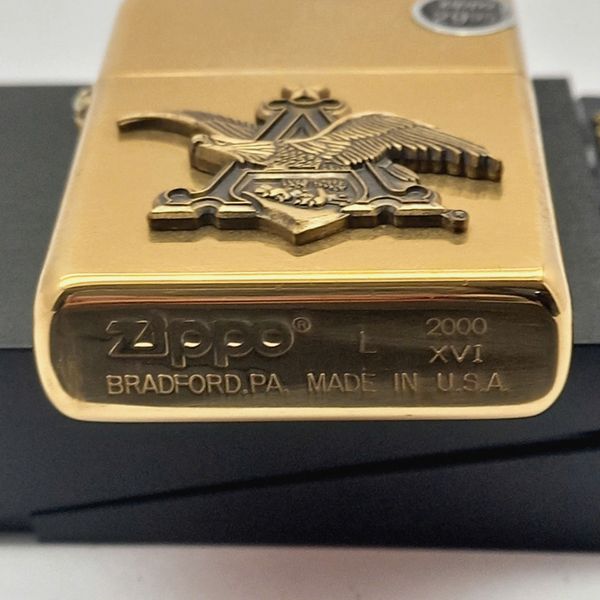 Zippo® L 2000
XVI
BRADFORD,PA. MADE IN U.S.A.